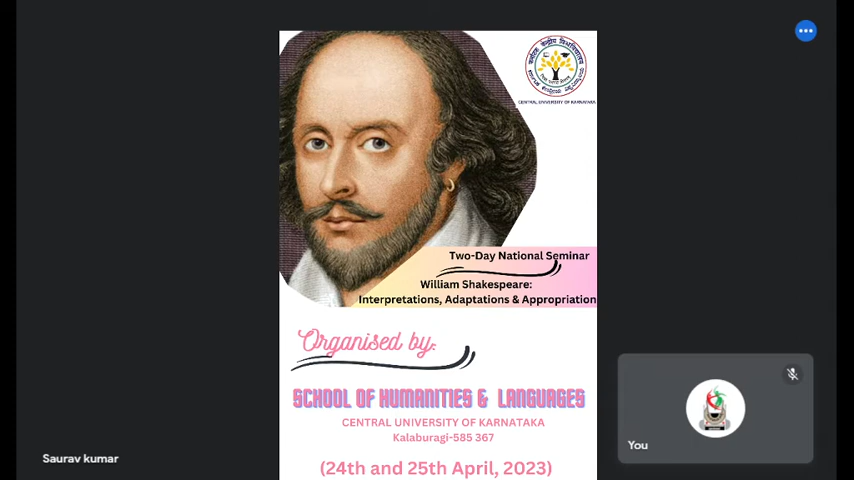 CENTRAL UNIVERSITY OF KARNATAKA
Two-Day National Seminar
William Shakespeare:
Interpretations, Adaptations & Appropriation
Organised by:
SCHOOL OF HUMANITIES & LANGUAGES
CENTRAL UNIVERSITY OF KARNATAKA
Kalaburagi-585 367
(24th and 25th April, 2023)
You
Saurav kumar